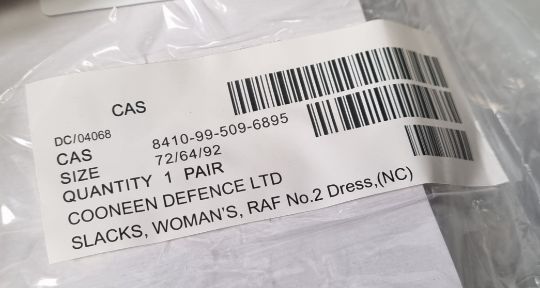 CAS
DC/04068
CAS 8410-99-509-6895
SIZE 72/64/92
QUANTITY 1 PAIR
COONEEN DEFENCE LTD
SLACKS, WOMAN'S, RAF No.2 Dress,(NC)